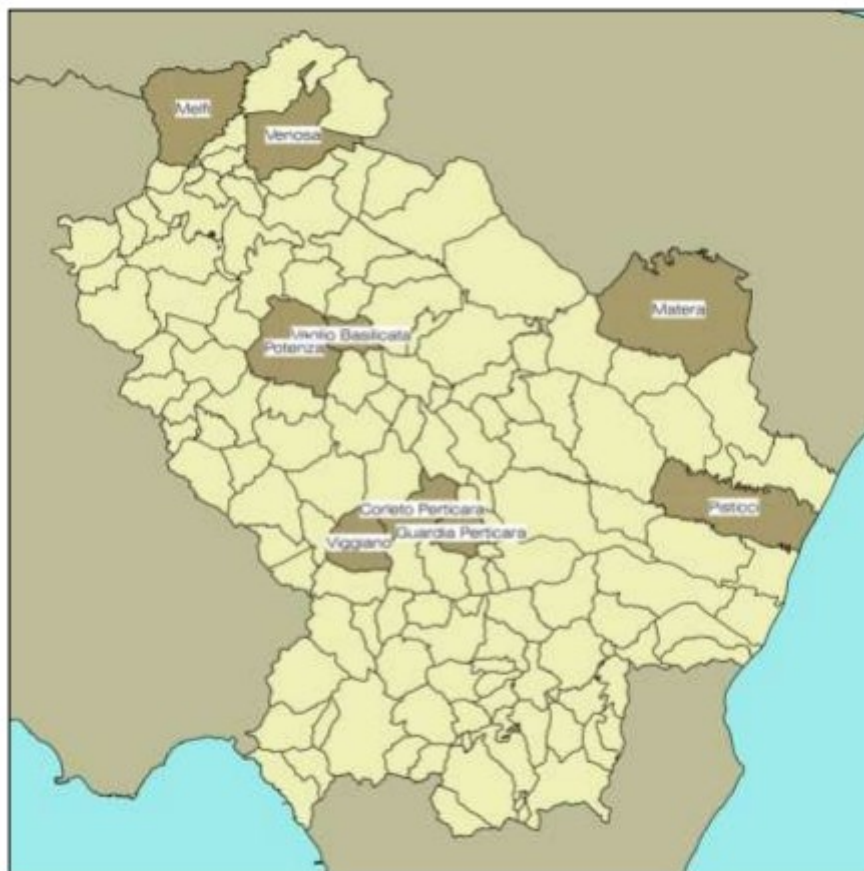 Melfi
Venosa
Matera
Vaglio Basilicata
Potenza
Corleto Perticara
Pisticci
Guardia Perticara
Viggiano